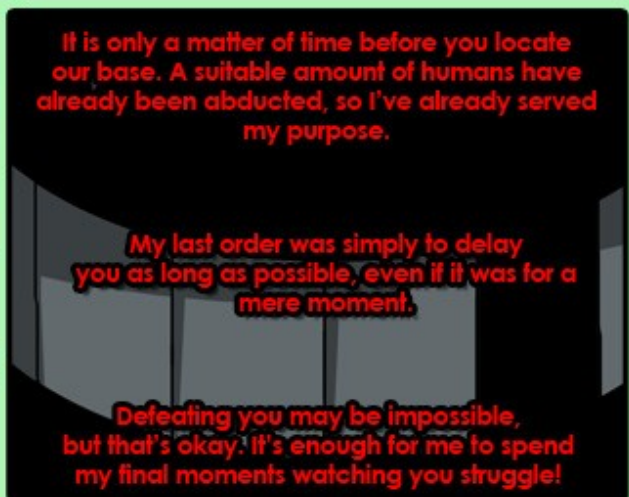 It is only a matter of time before you locate
our base. A suitable amount of humans have
already been abducted, so I've already served
my purpose.
My last order was simply to delay
you as long as possible, even if it was for a
mere moment.
Defeating you may be impossible,
but that's okay. It's enough for me to spend
my final moments watching you struggle!